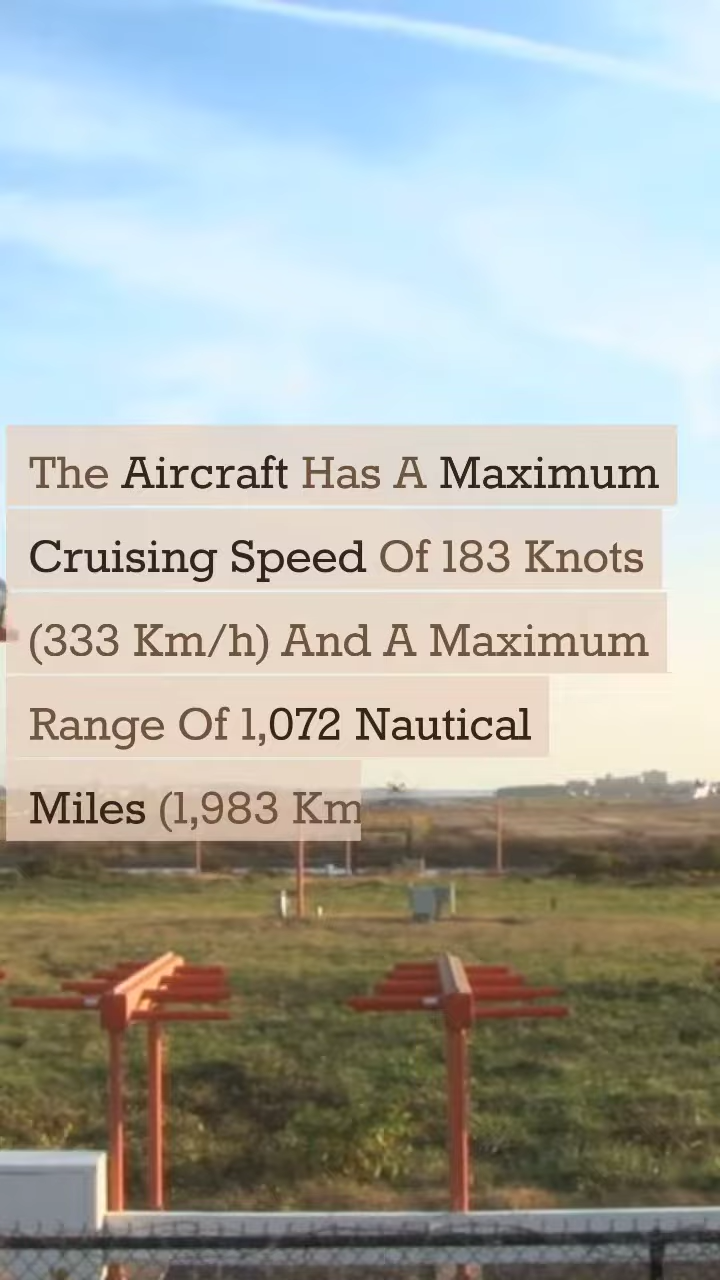 The Aircraft Has A Maximum
Cruising Speed Of 183 Knots
(333 Km/h) And A Maximum
Range Of 1,072 Nautical
Miles (1,983 Km